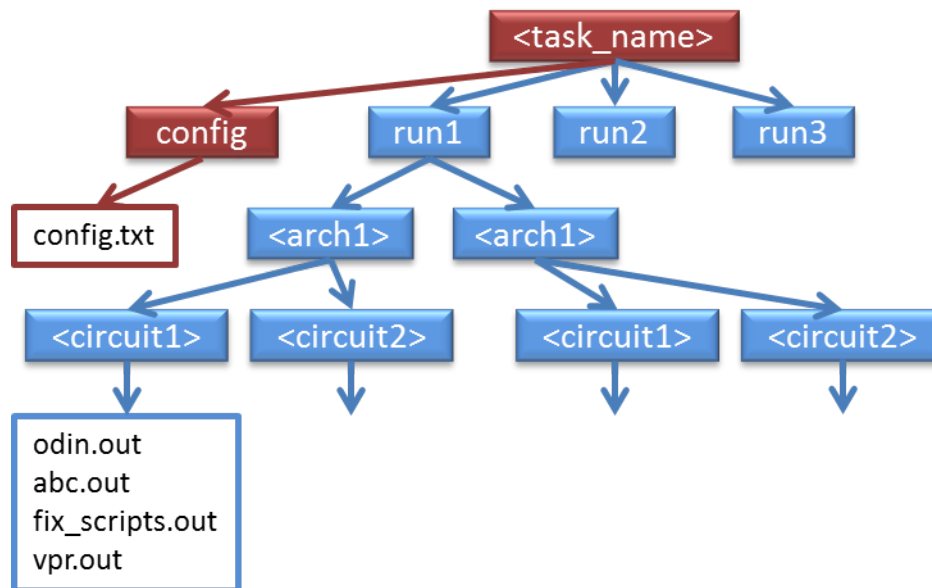 <task_name>
config
run1
run2
run3
config.txt
<arch1>
<arch1>
<circuit1>
<circuit2>
<circuit1>
<circuit2>
odin.out
abc.out
fix_scripts.out
vpr.out